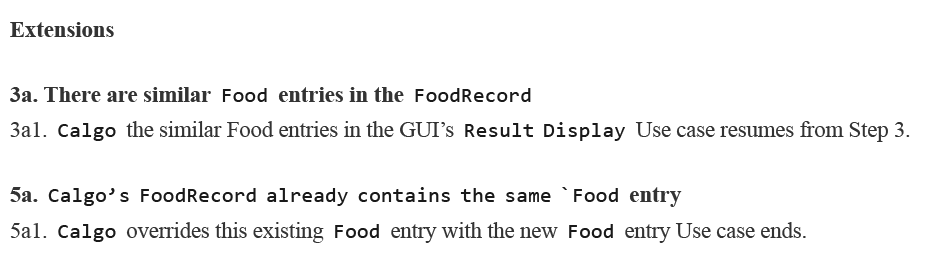 Extensions
3a. There are similar Food entries in the FoodRecord
3a1. Calgo the similar Food entries in the GUI’s Result Display Use case resumes from Step 3.
5a. Calgo’s FoodRecord already contains the same `Food entry
5a1. Calgo overrides this existing Food entry with the new Food entry Use case ends.